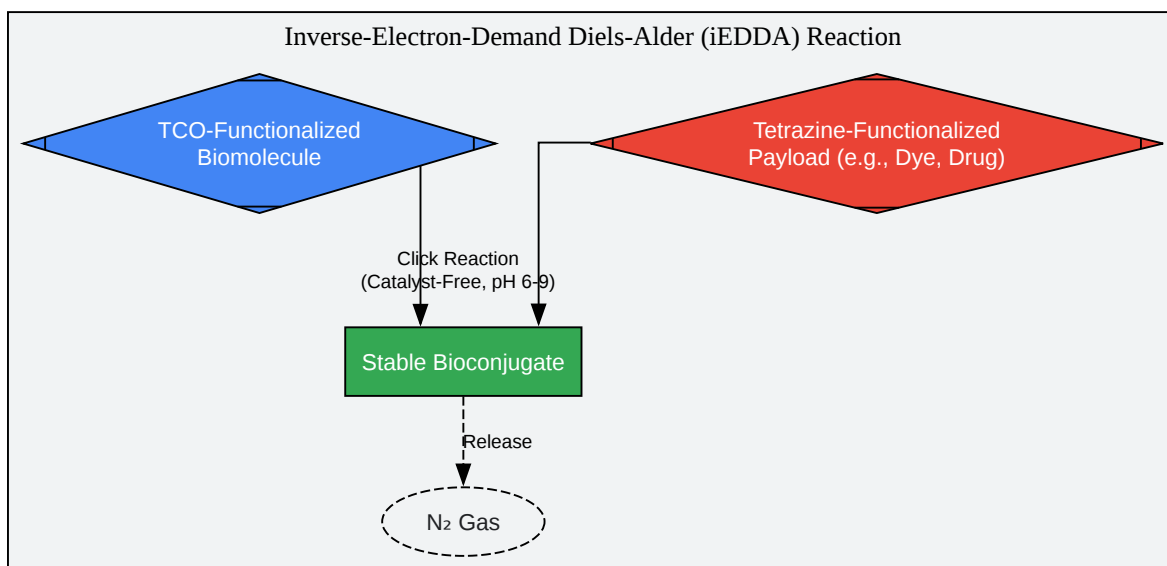 Inverse-Electron-Demand Diels-Alder (iEDDA) Reaction
TCO-Functionalized
Biomolecule
Tetrazine-Functionalized
Payload (e.g., Dye, Drug)
Click Reaction
(Catalyst-Free, pH 6-9)
Stable Bioconjugate
Release
N₂ Gas